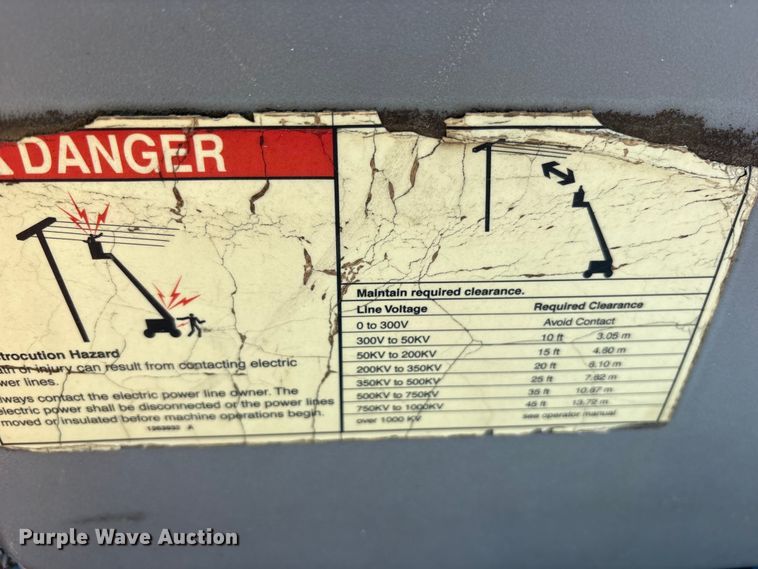 DANGER
trocution Hazard
th or injury can result from contacting electric
wer lines.
lways contact the electric power line owner. The
electric power shall be disconnected or the power lines
moved or insulated before machine operations begin.
1263632 A
Maintain required clearance.
Line Voltage Required Clearance
0 to 300V Avoid Contact
300V to 50KV 10 ft 3.05 m
50KV to 200KV 15 ft 4.60 m
200KV to 350KV 20 ft 6.10 m
350KV to 500KV 25 ft 7.62 m
500KV to 750KV 35 ft 10.67 m
750KV to 1000KV 45 ft 13.72 m
over 1000 KV see operator manual
Purple Wave Auction